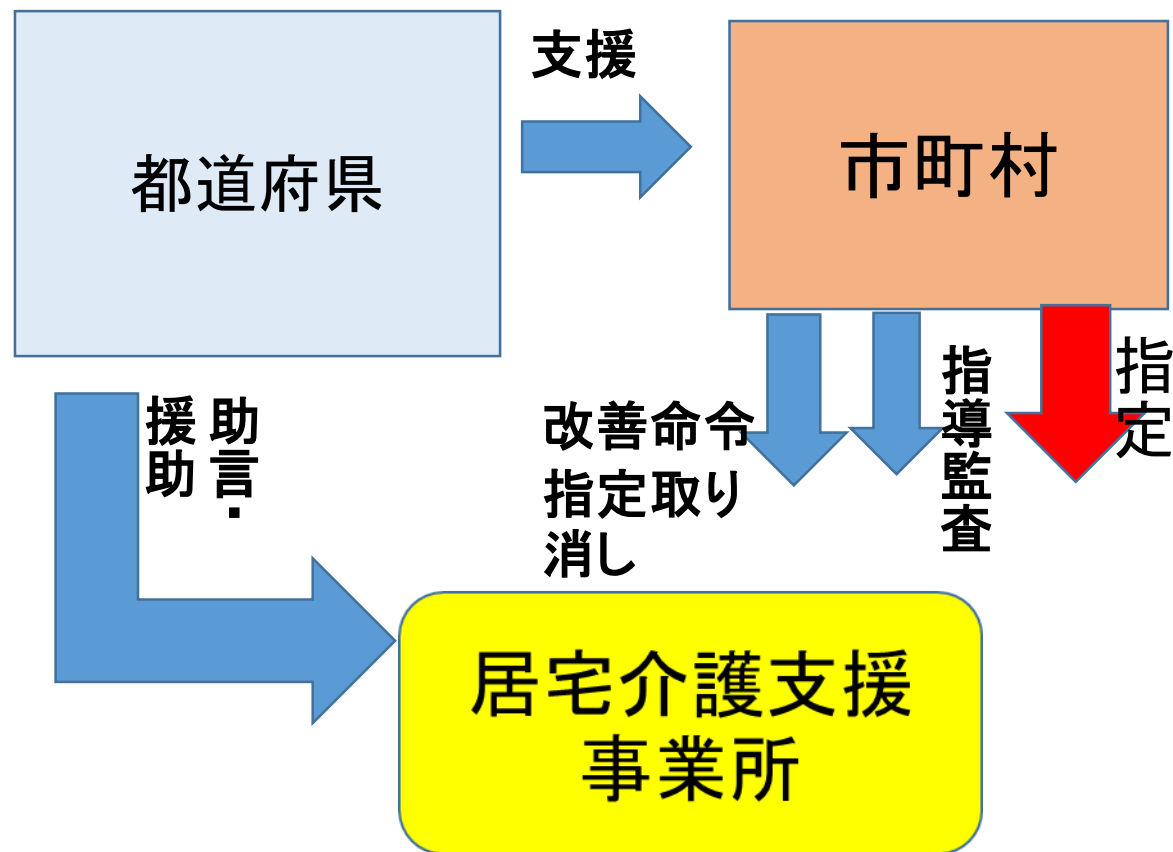 支援
都道府県
市町村
助言・
援助
改善命令
指定取り
消し
指導監査
指定
居宅介護支援
事業所